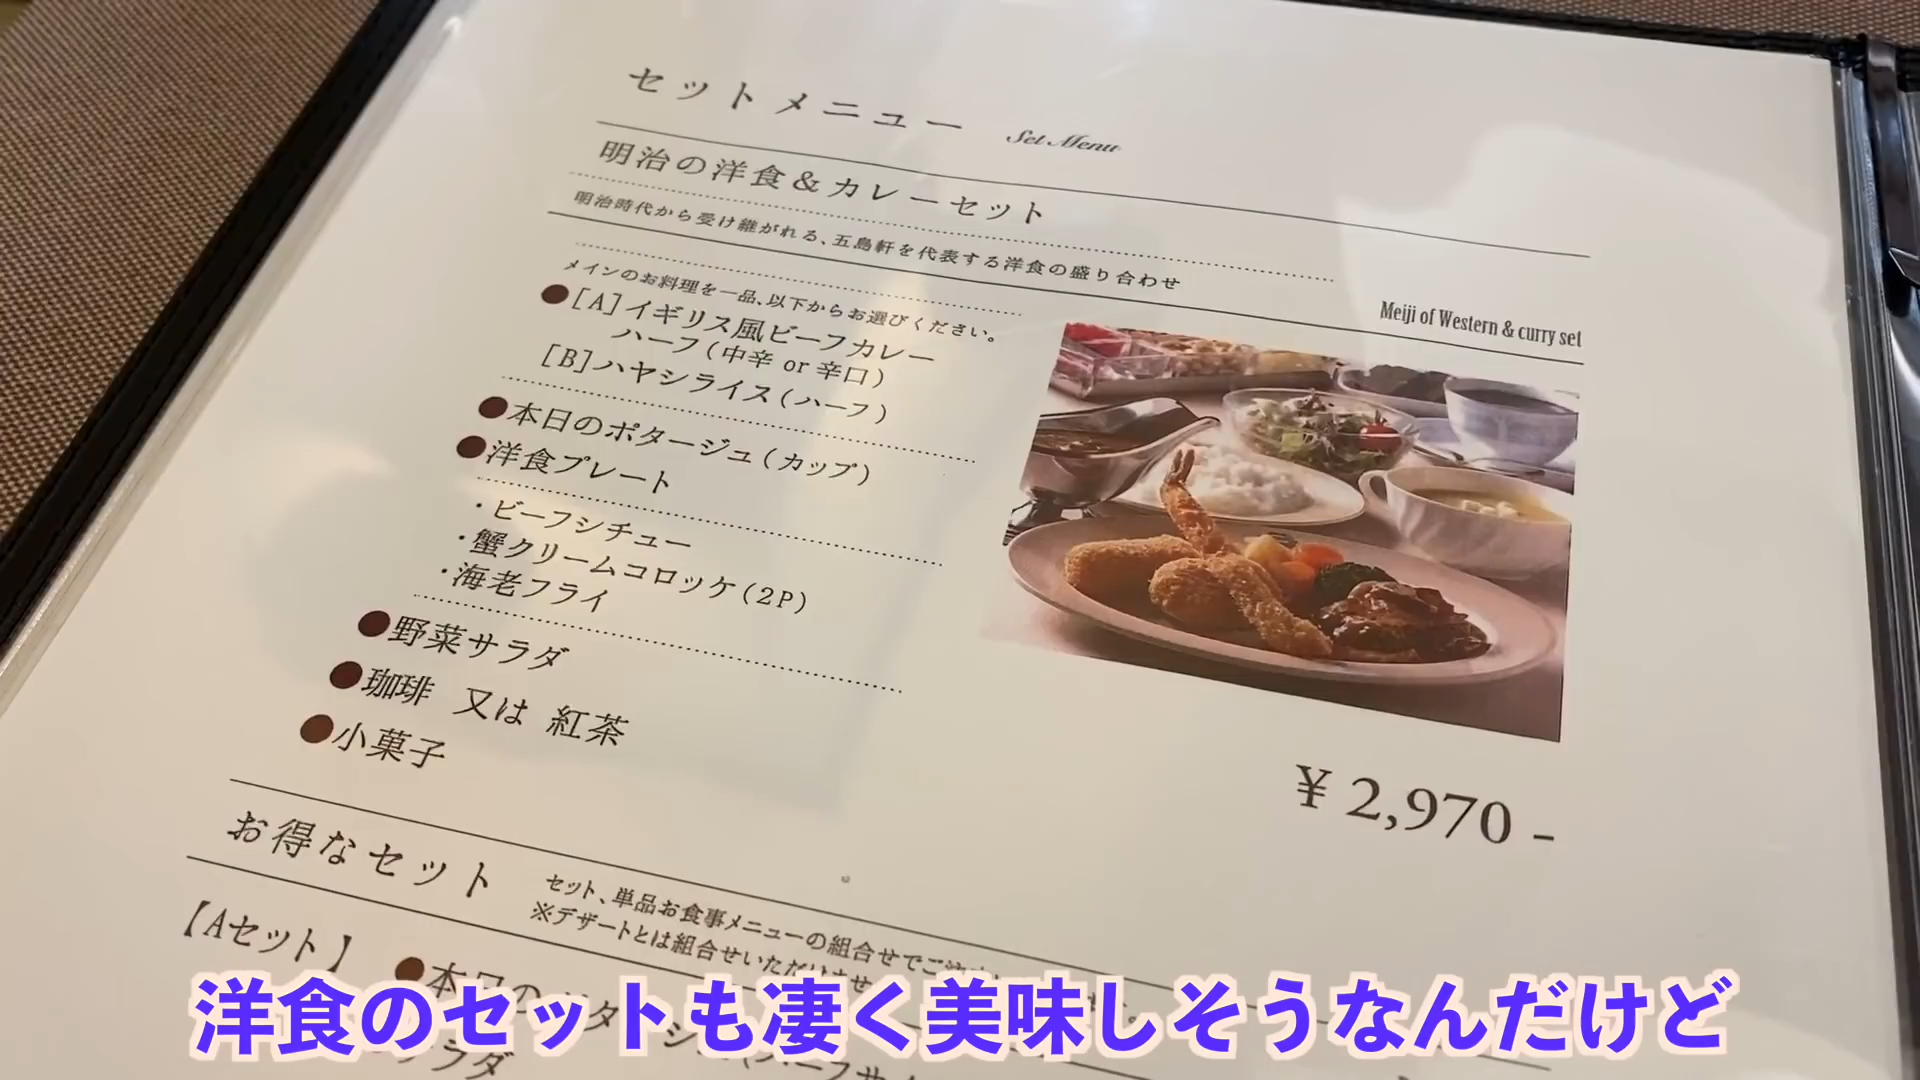 セットメニュー Set Menu
明治の洋食&カレーセット
明治時代から受け継がれる、五島軒を代表する洋食の盛り合わせ
Meiji of Western & curry set
メインのお料理を一品、以下からお選びください。
●[A]イギリス風ビーフカレー
ハーフ(中辛 or 辛口)
[B]ハヤシライス(ハーフ)
●本日のポタージュ(カップ)
●洋食プレート
・ビーフシチュー
・蟹クリームコロッケ(2P)
・海老フライ
●野菜サラダ
●珈琲 又は 紅茶
●小菓子
¥ 2,970 -
お得なセット
セット、単品お食事メニューの組合せでご
※デザートとは組合せいただけませ
【Aセット】
洋食のセットも凄く美味しそうなんだけど